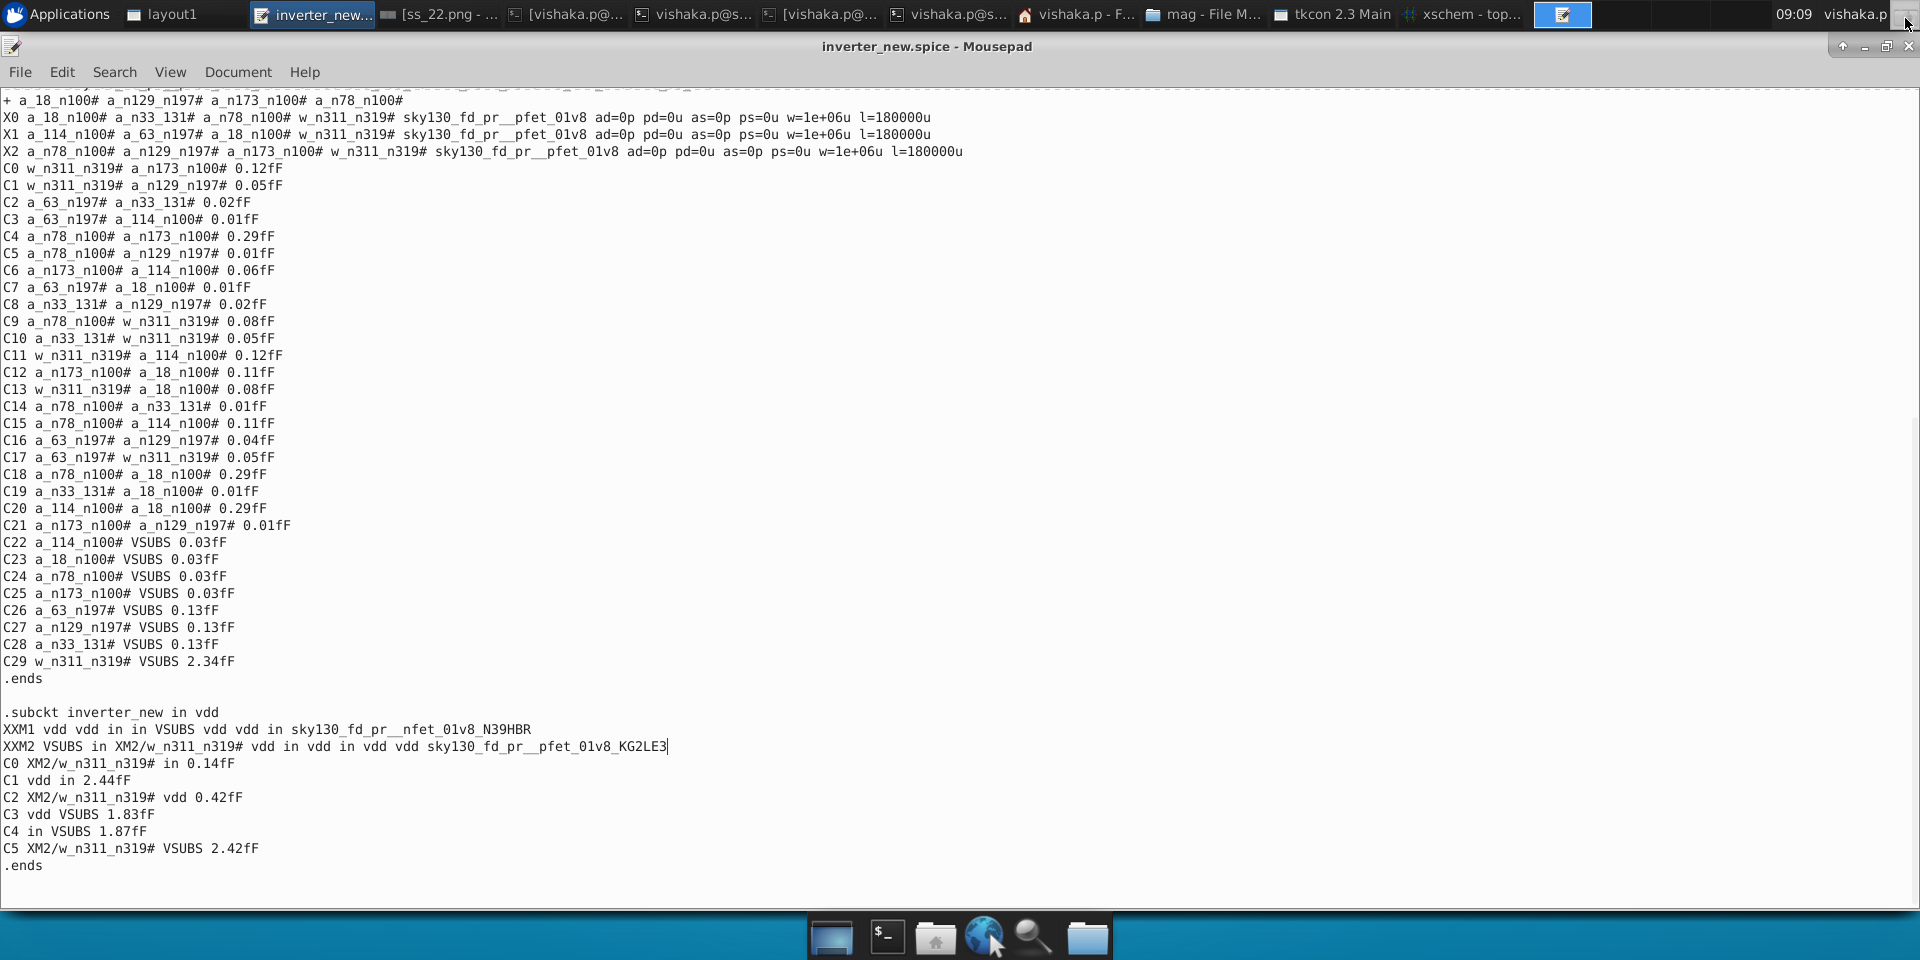 Applications
layout1
inverter_new...
[ss_22.png - ...
[vishaka.p@...
vishaka.p@s...
[vishaka.p@...
vishaka.p@s...
vishaka.p - F...
mag - File M...
tkcon 2.3 Main
xschem - top...
09:09
vishaka.p
inverter_new.spice - Mousepad
File Edit Search View Document Help
+ a_18_n100# a_n129_n197# a_n173_n100# a_n78_n100#
X0 a_18_n100# a_n33_131# a_n78_n100# w_n311_n319# sky130_fd_pr__pfet_01v8 ad=0p pd=0u as=0p ps=0u w=1e+06u l=180000u
X1 a_114_n100# a_63_n197# a_18_n100# w_n311_n319# sky130_fd_pr__pfet_01v8 ad=0p pd=0u as=0p ps=0u w=1e+06u l=180000u
X2 a_n78_n100# a_n129_n197# a_n173_n100# w_n311_n319# sky130_fd_pr__pfet_01v8 ad=0p pd=0u as=0p ps=0u w=1e+06u l=180000u
C0 w_n311_n319# a_n173_n100# 0.12fF
C1 w_n311_n319# a_n129_n197# 0.05fF
C2 a_63_n197# a_n33_131# 0.02fF
C3 a_63_n197# a_114_n100# 0.01fF
C4 a_n78_n100# a_n173_n100# 0.29fF
C5 a_n78_n100# a_n129_n197# 0.01fF
C6 a_n173_n100# a_114_n100# 0.06fF
C7 a_63_n197# a_18_n100# 0.01fF
C8 a_n33_131# a_n129_n197# 0.02fF
C9 a_n78_n100# w_n311_n319# 0.08fF
C10 a_n33_131# w_n311_n319# 0.05fF
C11 w_n311_n319# a_114_n100# 0.12fF
C12 a_n173_n100# a_18_n100# 0.11fF
C13 w_n311_n319# a_18_n100# 0.08fF
C14 a_n78_n100# a_n33_131# 0.01fF
C15 a_n78_n100# a_114_n100# 0.11fF
C16 a_63_n197# a_n129_n197# 0.04fF
C17 a_63_n197# w_n311_n319# 0.05fF
C18 a_n78_n100# a_18_n100# 0.29fF
C19 a_n33_131# a_18_n100# 0.01fF
C20 a_114_n100# a_18_n100# 0.29fF
C21 a_n173_n100# a_n129_n197# 0.01fF
C22 a_114_n100# VSUBS 0.03fF
C23 a_18_n100# VSUBS 0.03fF
C24 a_n78_n100# VSUBS 0.03fF
C25 a_n173_n100# VSUBS 0.03fF
C26 a_63_n197# VSUBS 0.13fF
C27 a_n129_n197# VSUBS 0.13fF
C28 a_n33_131# VSUBS 0.13fF
C29 w_n311_n319# VSUBS 2.34fF
.ends
.subckt inverter_new in vdd
XXM1 vdd vdd in in VSUBS vdd vdd in sky130_fd_pr__nfet_01v8_N39HBR
XXM2 VSUBS in XM2/w_n311_n319# vdd in vdd in vdd vdd sky130_fd_pr__pfet_01v8_KG2LE3
C0 XM2/w_n311_n319# in 0.14fF
C1 vdd in 2.44fF
C2 XM2/w_n311_n319# vdd 0.42fF
C3 vdd VSUBS 1.83fF
C4 in VSUBS 1.87fF
C5 XM2/w_n311_n319# VSUBS 2.42fF
.ends